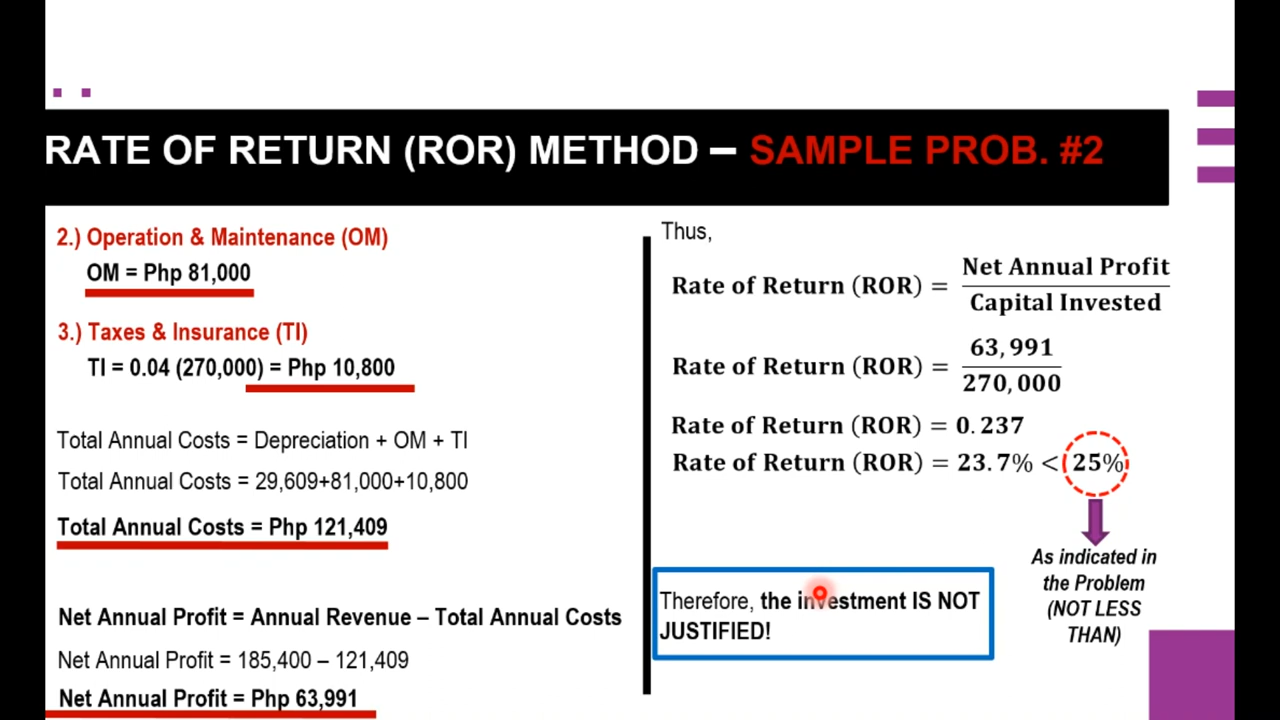 RATE OF RETURN (ROR) METHOD – SAMPLE PROB. #2
2.) Operation & Maintenance (OM)
OM = Php 81,000
3.) Taxes & Insurance (TI)
TI = 0.04 (270,000) = Php 10,800
Total Annual Costs = Depreciation + OM + TI
Total Annual Costs = 29,609+81,000+10,800
Total Annual Costs = Php 121,409
Net Annual Profit = Annual Revenue – Total Annual Costs
Net Annual Profit = 185,400 – 121,409
Net Annual Profit = Php 63,991
Thus,
Rate of Return (ROR) = Net Annual Profit / Capital Invested
Rate of Return (ROR) = 63,991 / 270,000
Rate of Return (ROR) = 0.237
Rate of Return (ROR) = 23.7% < 25%
As indicated in
the Problem
(NOT LESS
THAN)
Therefore, the investment IS NOT
JUSTIFIED!